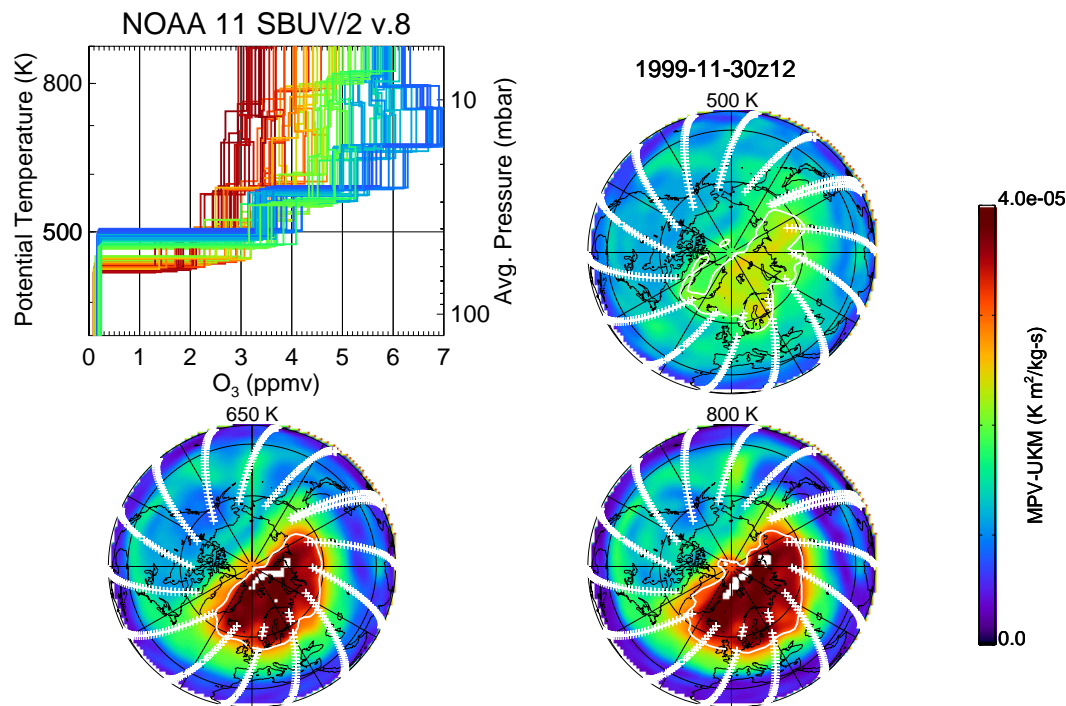 NOAA 11 SBUV/2 v.8
Potential Temperature (K)
800
500
10
100
Avg. Pressure (mbar)
0 1 2 3 4 5 6 7
O₃ (ppmv)
1999-11-30z12
500 K
650 K
800 K
4.0e-05
MPV-UKM (K m²/kg-s)
0.0